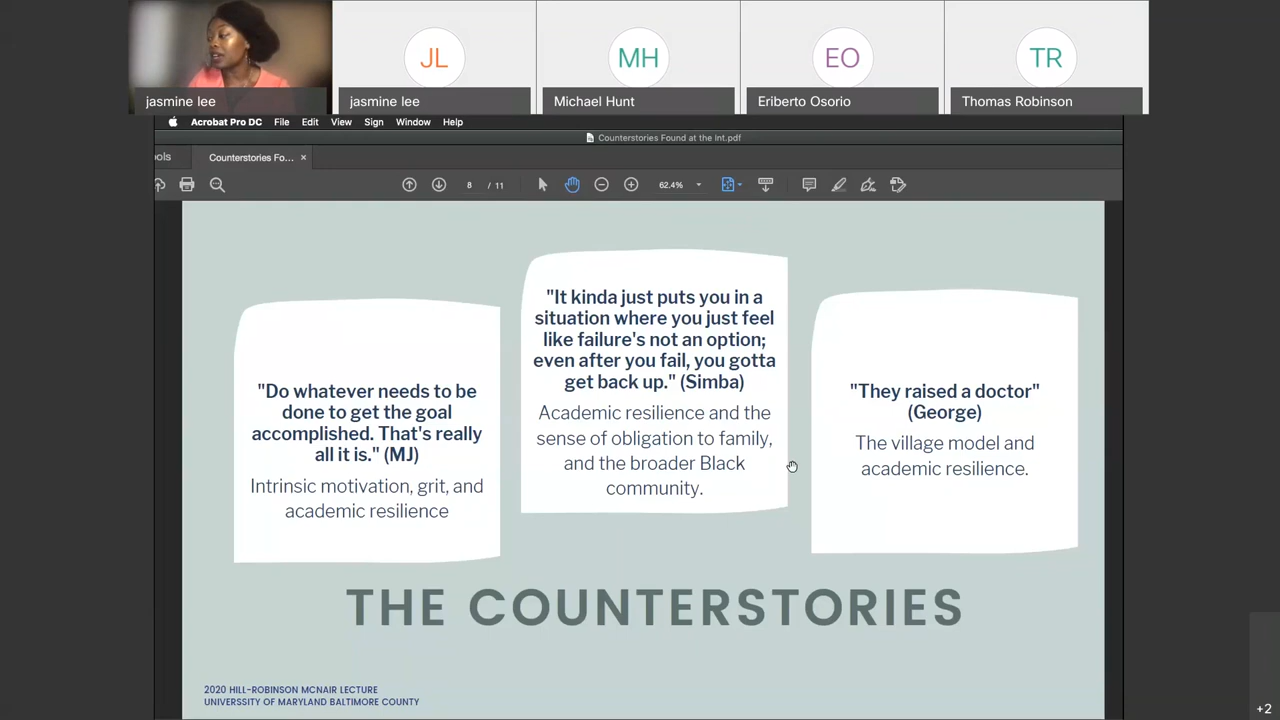 JL
MH
EO
TR
jasmine lee
jasmine lee
Michael Hunt
Eriberto Osorio
Thomas Robinson
Acrobat Pro DC File Edit View Sign Window Help
Counterstories Found at the Int.pdf
ools
Counterstories Fo... ×
8 / 11
62.4%
"Do whatever needs to be
done to get the goal
accomplished. That's really
all it is." (MJ)
Intrinsic motivation, grit, and
academic resilience
"It kinda just puts you in a
situation where you just feel
like failure's not an option;
even after you fail, you gotta
get back up." (Simba)
Academic resilience and the
sense of obligation to family,
and the broader Black
community.
"They raised a doctor"
(George)
The village model and
academic resilience.
THE COUNTERSTORIES
2020 HILL-ROBINSON MCNAIR LECTURE
UNIVERSSITY OF MARYLAND BALTIMORE COUNTY
+2